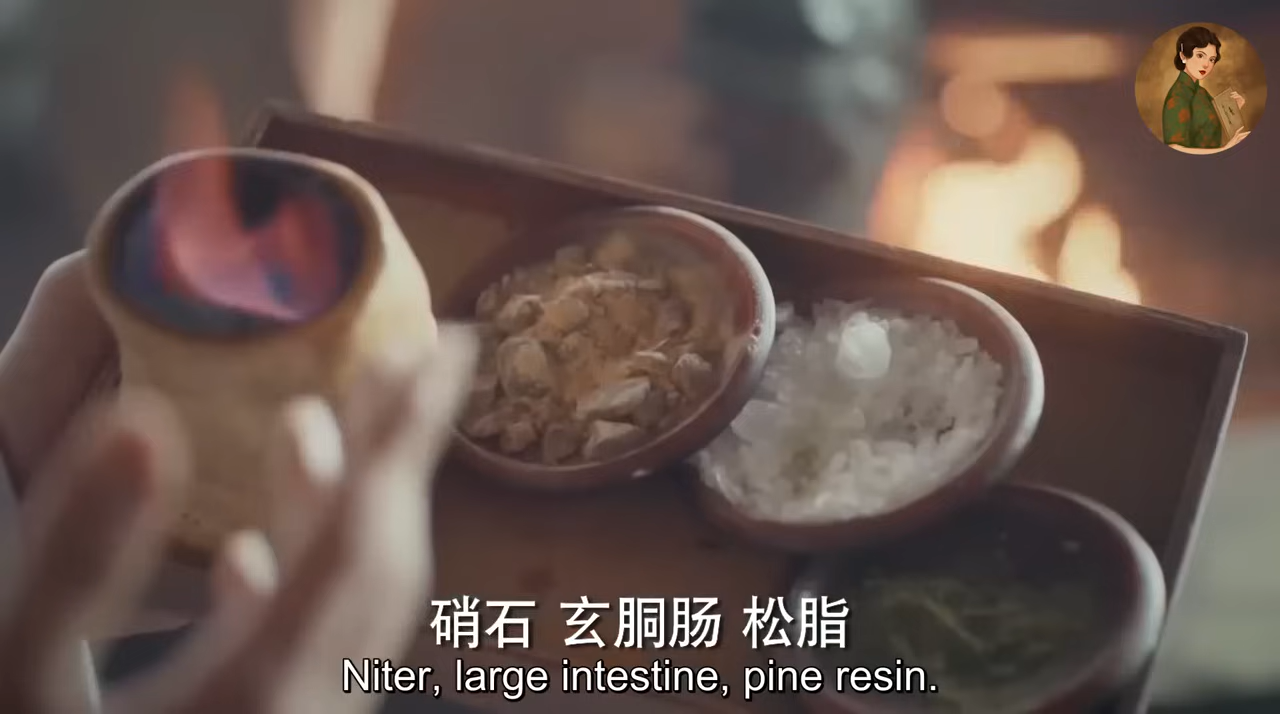 硝石 玄胴肠 松脂
Niter, large intestine, pine resin.